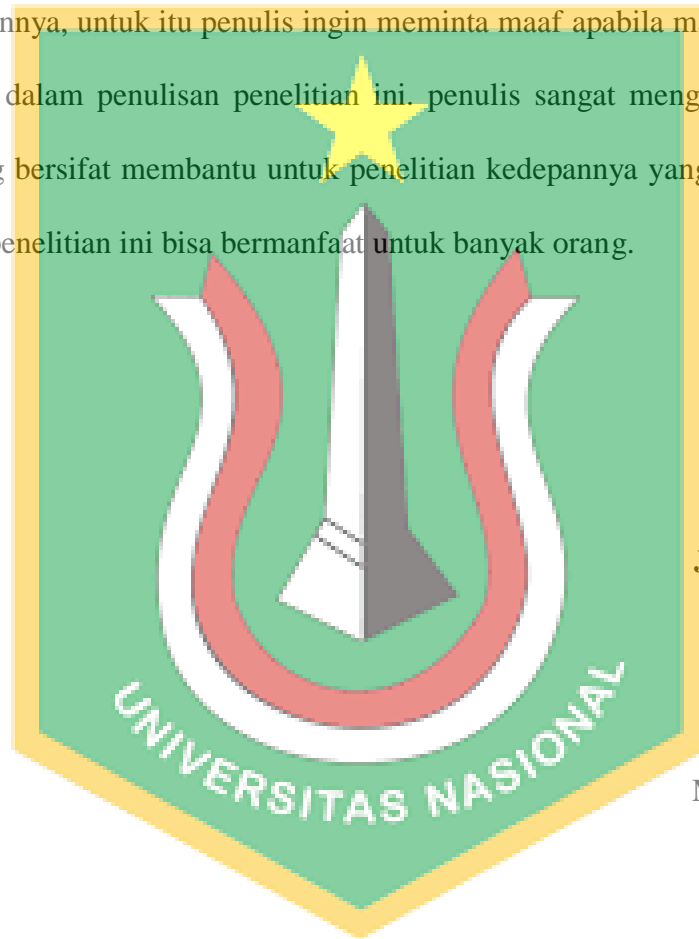 nnya, untuk itu penulis ingin meminta maaf apabila m
dalam penulisan penelitian ini. penulis sangat meng
bersifat membantu untuk penelitian kedepannya yang
penelitian ini bisa bermanfaat untuk banyak orang.
UNIVERSITAS NASIONAL